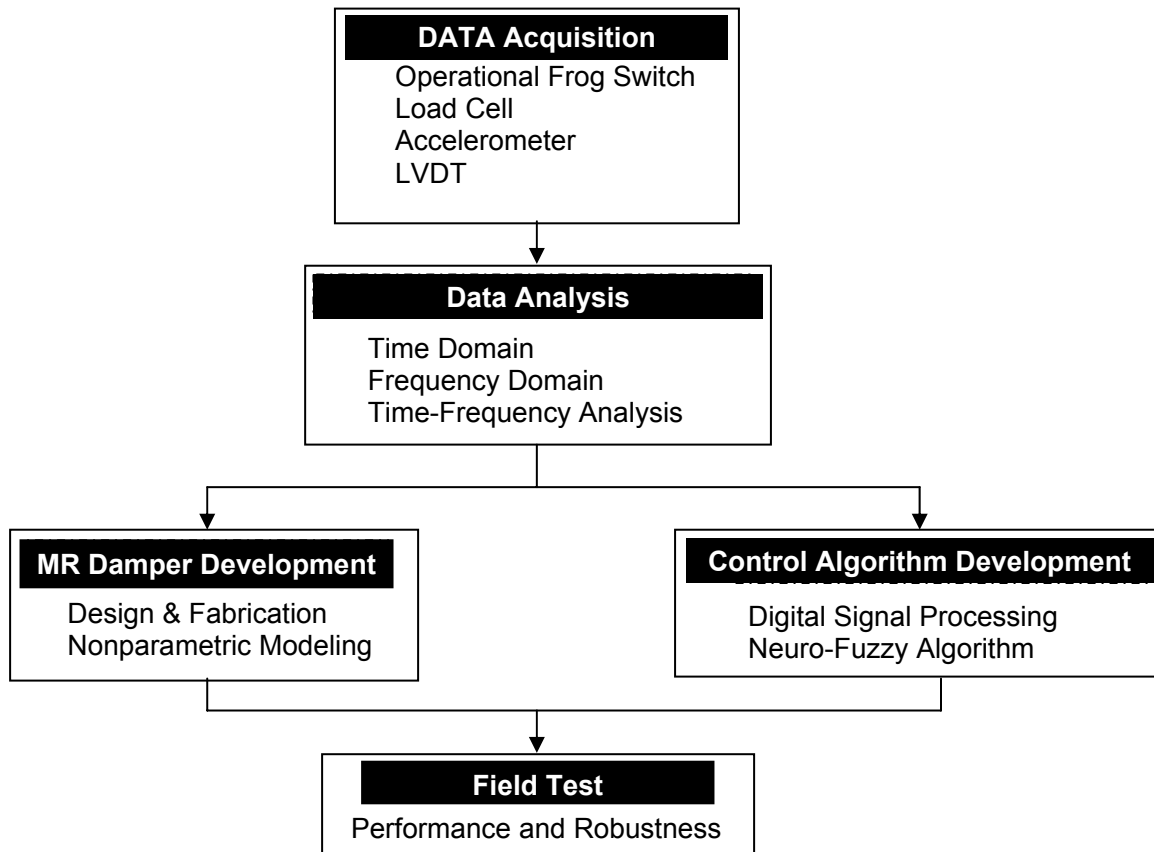 DATA Acquisition
Operational Frog Switch
Load Cell
Accelerometer
LVDT
Data Analysis
Time Domain
Frequency Domain
Time-Frequency Analysis
MR Damper Development
Design & Fabrication
Nonparametric Modeling
Control Algorithm Development
Digital Signal Processing
Neuro-Fuzzy Algorithm
Field Test
Performance and Robustness